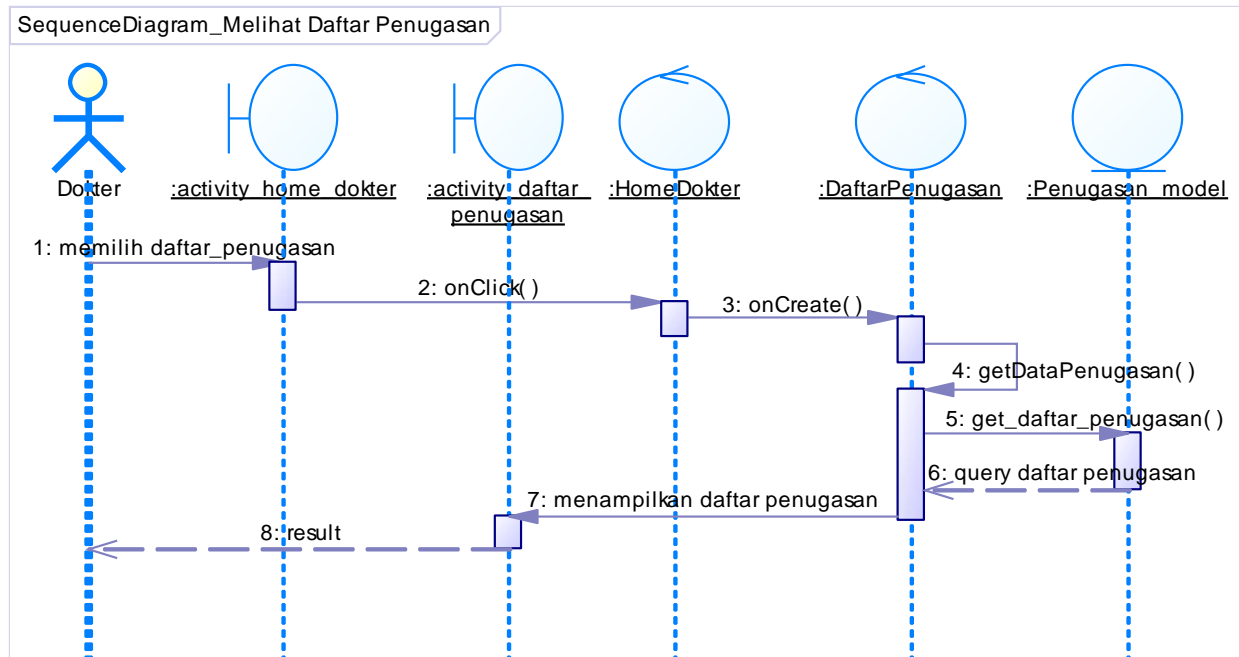 SequenceDiagram_Melihat Daftar Penugasan
Dokter
:activity_home_dokter
:activity_daftar_
penugasan
:HomeDokter
:DaftarPenugasan
:Penugasan_model
1: memilih daftar_penugasan
2: onClick( )
3: onCreate( )
4: getDataPenugasan( )
5: get_daftar_penugasan( )
6: query daftar penugasan
7: menampilkan daftar penugasan
8: result